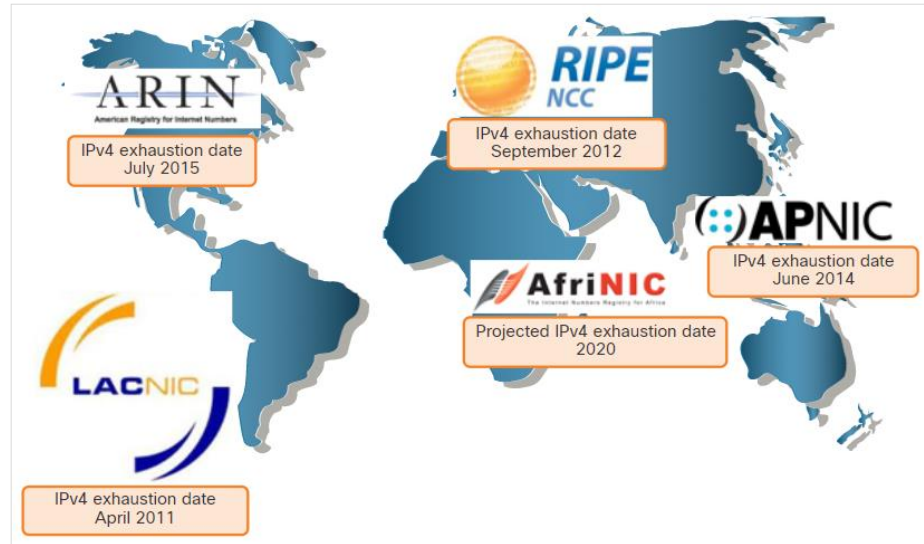 ARIN
American Registry for Internet Numbers
IPv4 exhaustion date
July 2015
RIPE
NCC
IPv4 exhaustion date
September 2012
APNIC
IPv4 exhaustion date
June 2014
AfriNIC
The Internet Numbers Registry for Africa
Projected IPv4 exhaustion date
2020
LACNIC
IPv4 exhaustion date
April 2011